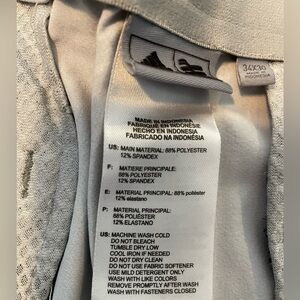 34X30
MADE IN
INDONESIA
MADE IN INDONESIA
FABRIQUE EN INDONÉSIE
HECHO EN INDONESIA
FABRICADO NA INDONÉSIA
US: MAIN MATERIAL: 88% POLYESTER
12% SPANDEX
F: MATIERE PRINCIPALE:
88% POLYESTER
12% SPANDEX
E: MATERIAL PRINCIPAL: 88% poliéster
12% elastano
P: MATERIAL PRINCIPAL:
88% POLIÉSTER
12% ELASTANO
US: MACHINE WASH COLD
DO NOT BLEACH
TUMBLE DRY LOW
COOL IRON IF NEEDED
DO NOT DRY CLEAN
DO NOT USE FABRIC SOFTENER
USE MILD DETERGENT ONLY
WASH WITH LIKE COLORS
REMOVE PROMPTLY AFTER WASH
WASH WITH FASTENERS CLOSED